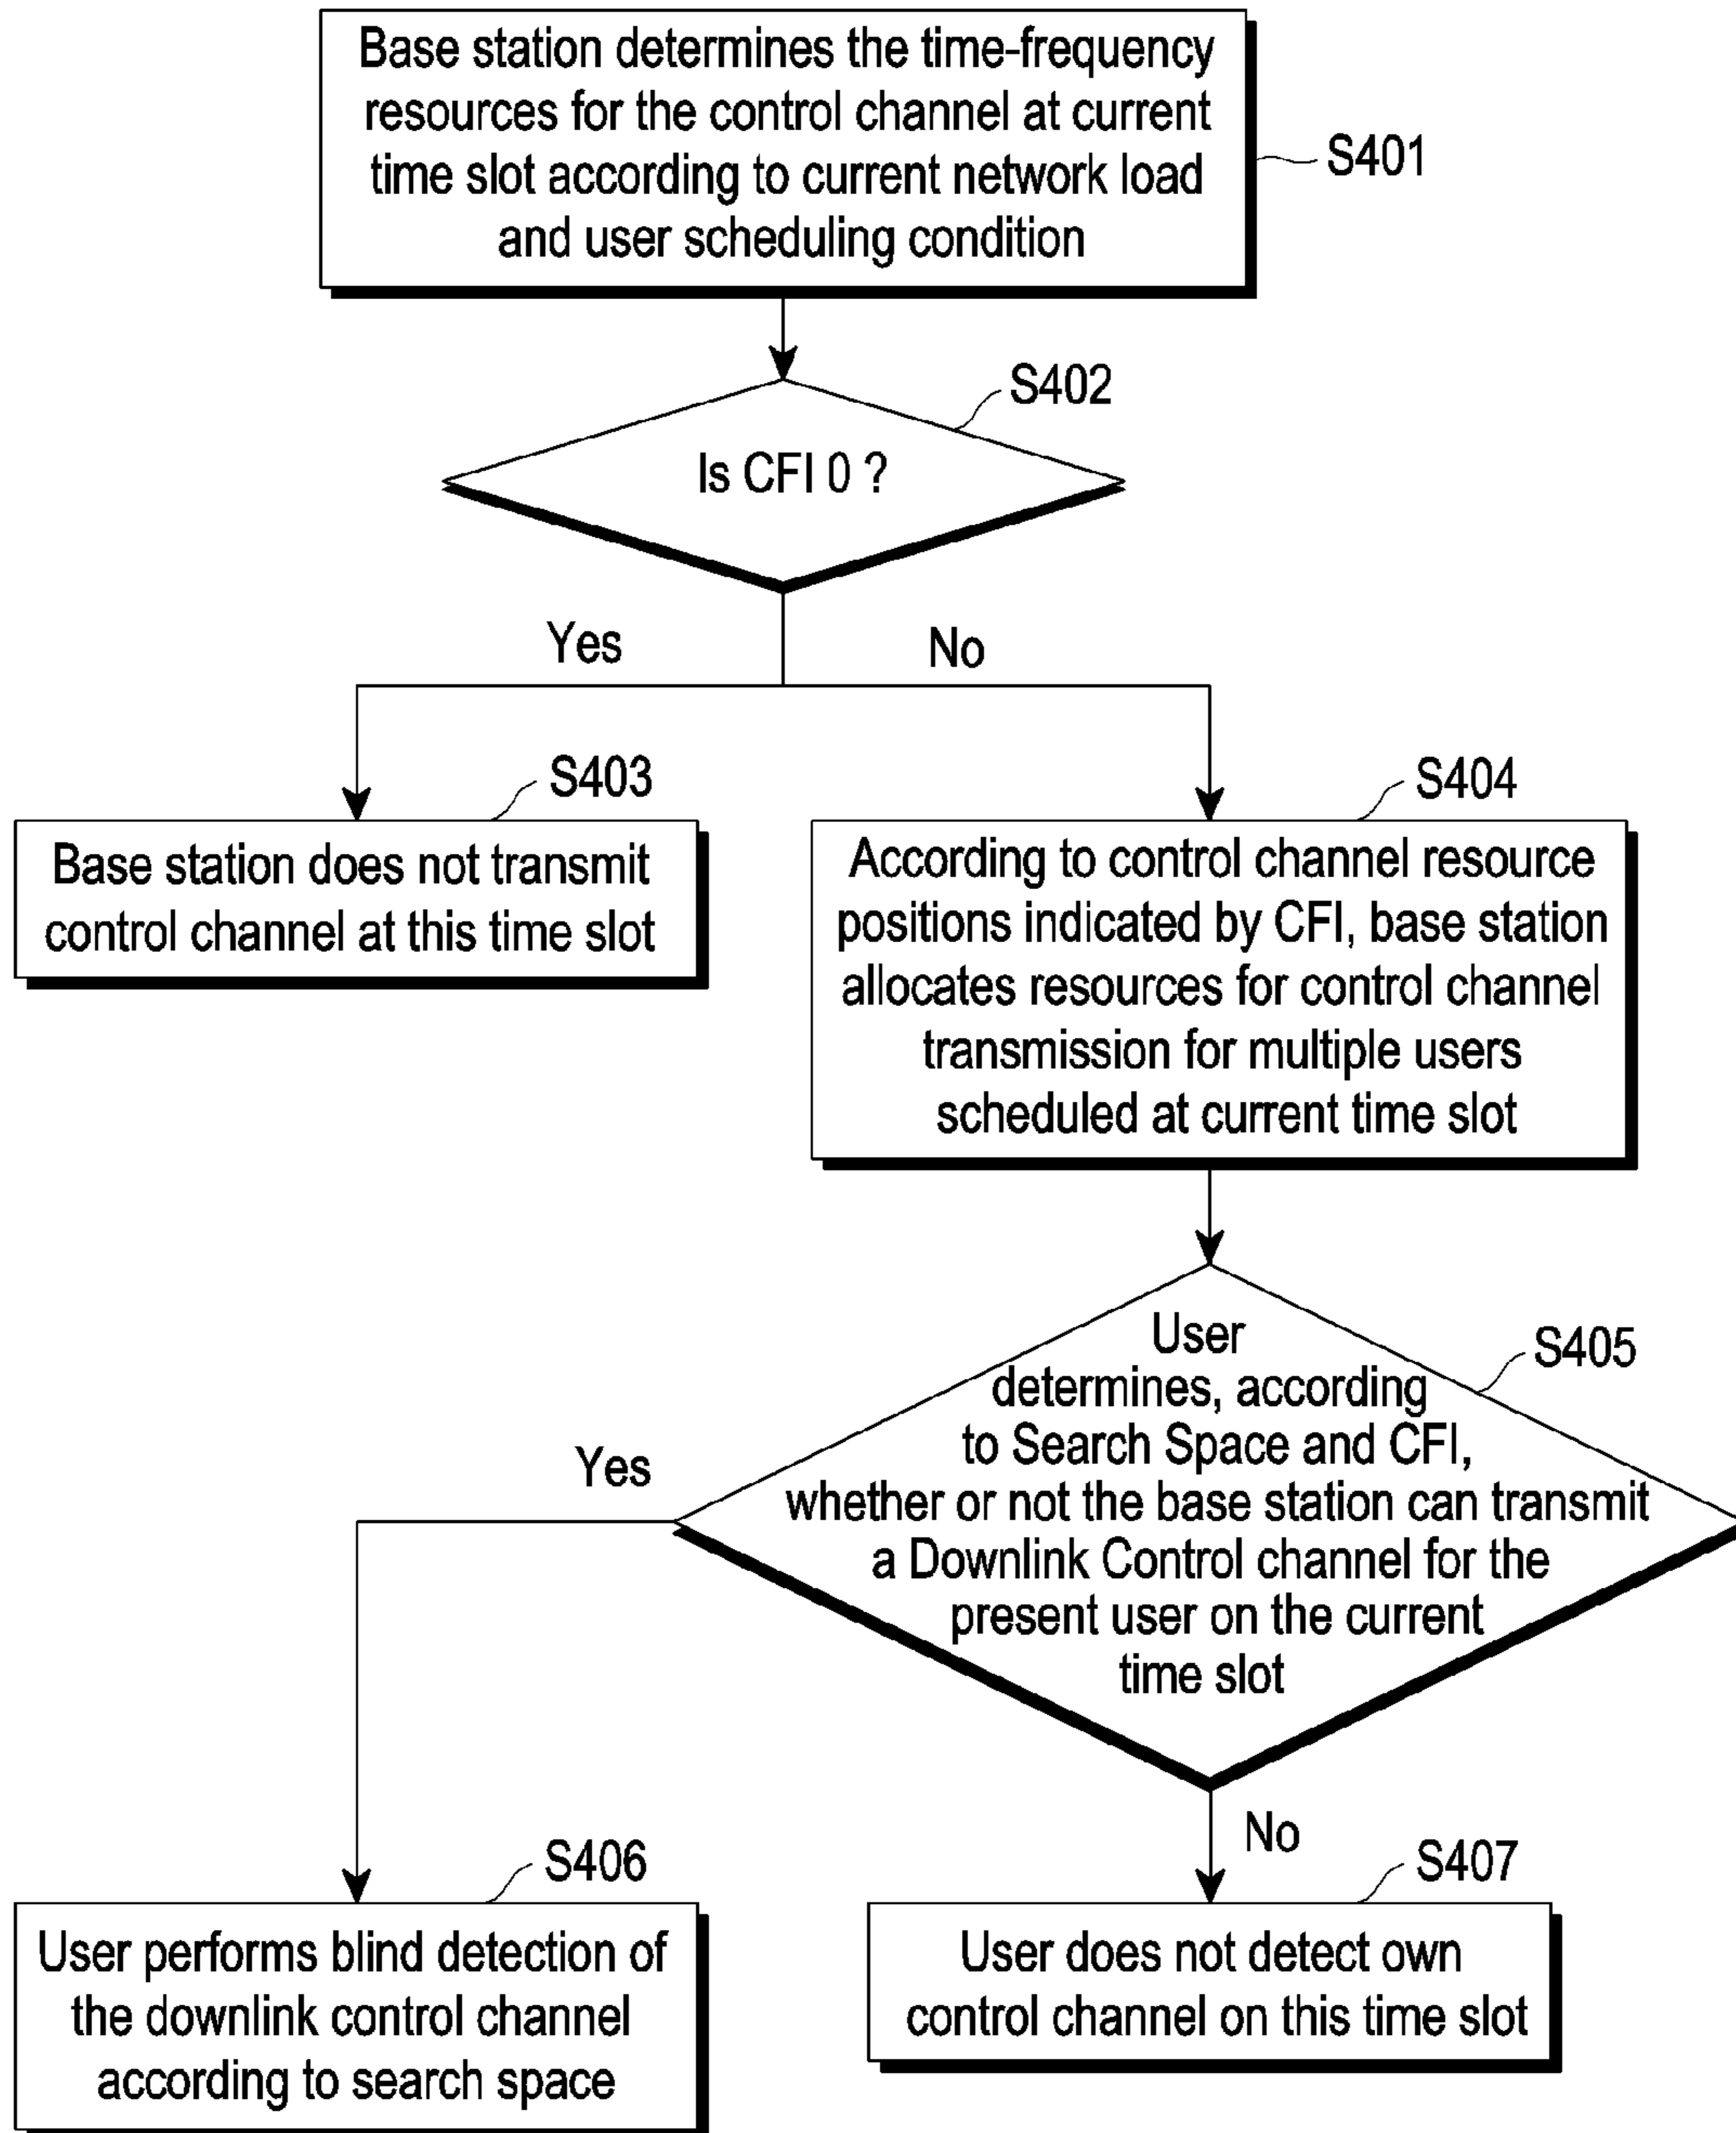 Base station determines the time-frequency
resources for the control channel at current
time slot according to current network load
and user scheduling condition
S401
S402
Is CFI 0 ?
Yes
No
S403
Base station does not transmit
control channel at this time slot
S404
According to control channel resource
positions indicated by CFI, base station
allocates resources for control channel
transmission for multiple users
scheduled at current time slot
S405
User
determines, according
to Search Space and CFI,
whether or not the base station can transmit
a Downlink Control channel for the
present user on the current
time slot
Yes
No
S406
User performs blind detection of
the downlink control channel
according to search space
S407
User does not detect own
control channel on this time slot